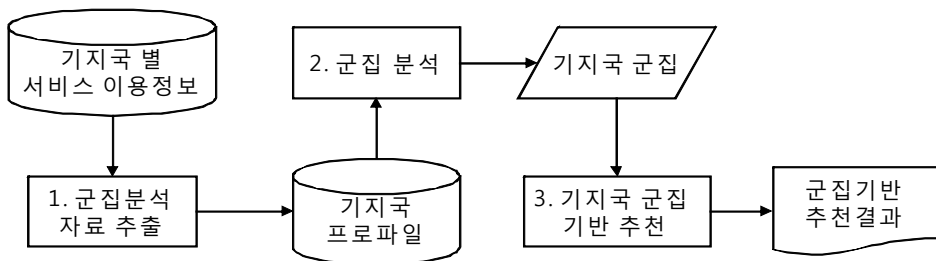 기지국 별
서비스 이용정보
1. 군집분석
자료 추출
기지국
프로파일
2. 군집 분석
기지국 군집
3. 기지국 군집
기반 추천
군집기반
추천결과